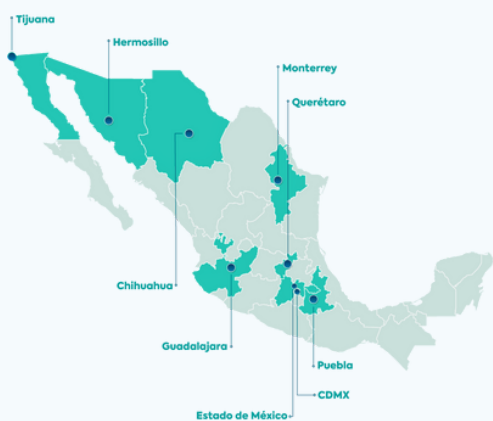 Tijuana
Hermosillo
Monterrey
Querétaro
Chihuahua
Guadalajara
Puebla
CDMX
Estado de México